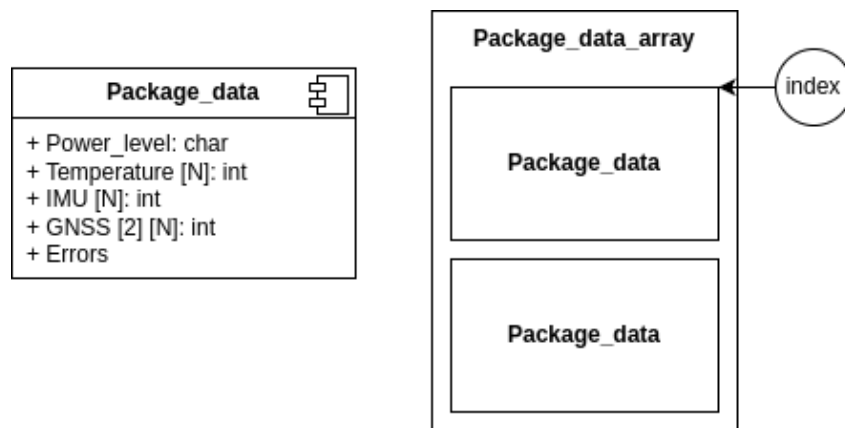 Package_data
+ Power_level: char
+ Temperature [N]: int
+ IMU [N]: int
+ GNSS [2] [N]: int
+ Errors
Package_data_array
index
Package_data
Package_data